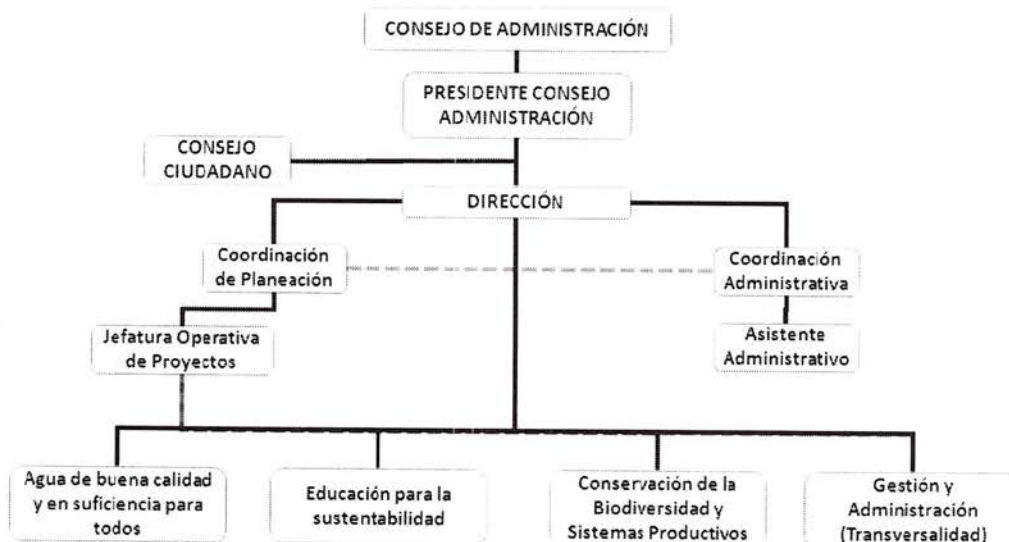 CONSEJO DE ADMINISTRACIÓN
PRESIDENTE CONSEJO
ADMINISTRACIÓN
CONSEJO
CIUDADANO
DIRECCIÓN
Coordinación
de Planeación
Coordinación
Administrativa
Jefatura Operativa
de Proyectos
Asistente
Administrativo
Agua de buena calidad
y en suficiencia para
todos
Educación para la
sustentabilidad
Conservación de la
Biodiversidad y
Sistemas Productivos
Gestión y
Administración
(Transversalidad)